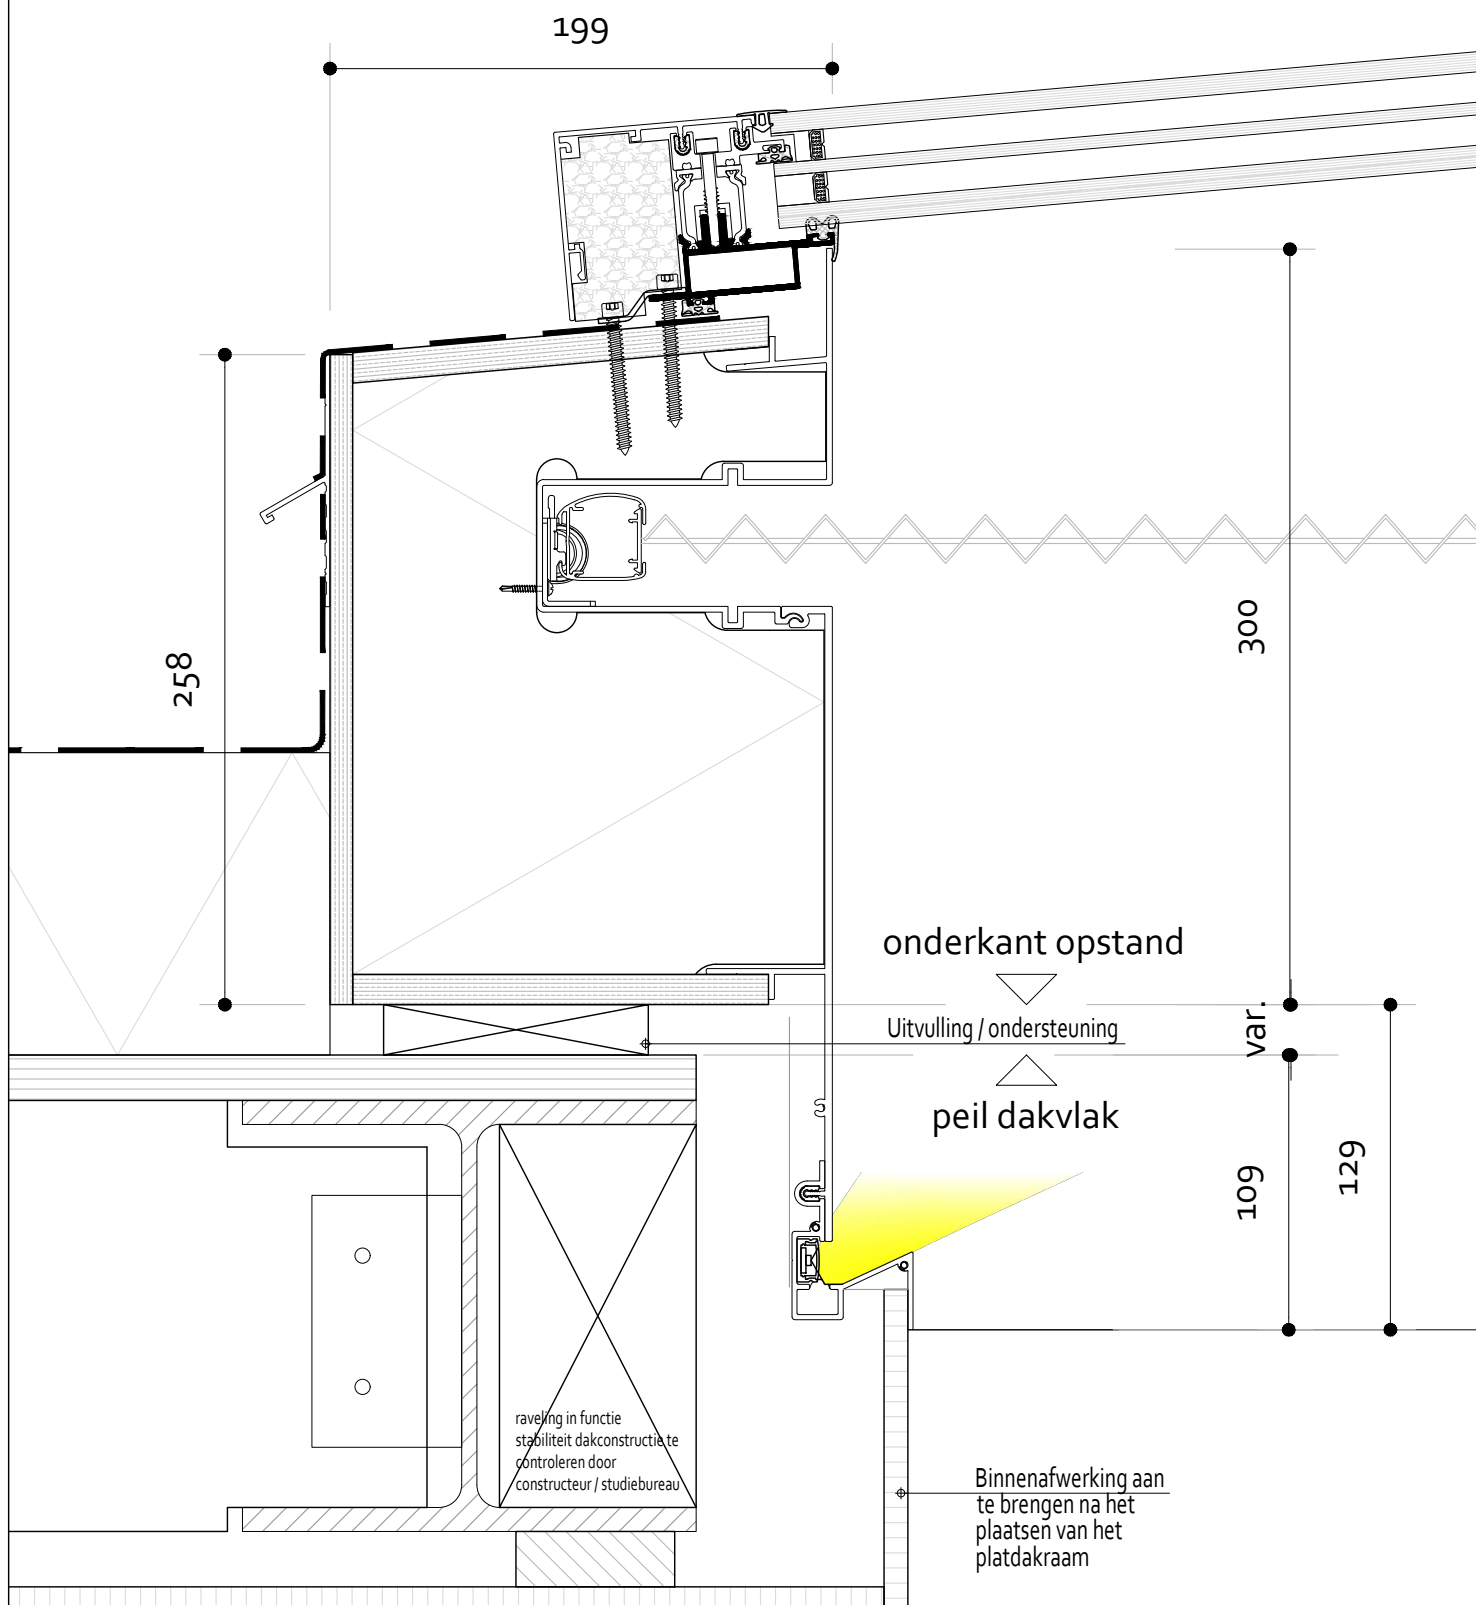 199
258
300
onderkant opstand
Uitvulling / ondersteuning
var.
peil dakvlak
109
129
raveling in functie
stabiliteit dakconstructie te
controleren door
constructeur / studiebureau
Binnenafwerking aan
te brengen na het
plaatsen van het
platdakraam